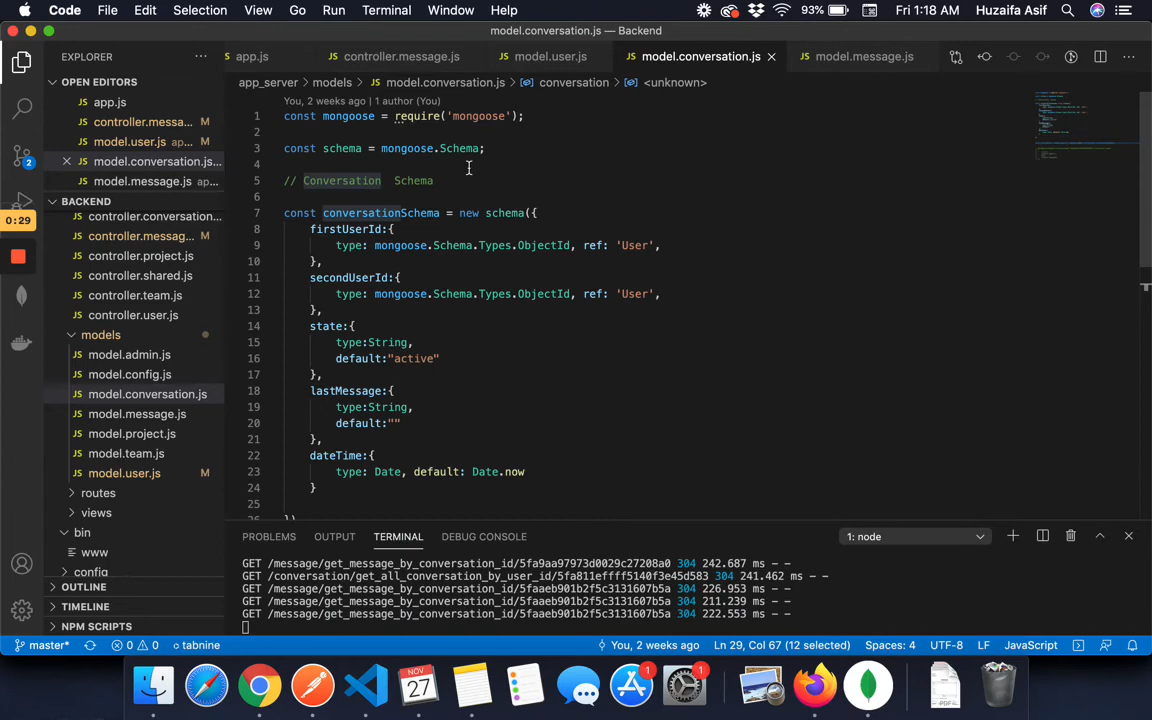 Code File Edit Selection View Go Run Terminal Window Help 93% Fri 1:18 AM Huzaifa Asif
model.conversation.js — Backend
EXPLORER
app.js controller.message.js model.user.js model.conversation.js model.message.js
app_server > models > model.conversation.js > conversation > <unknown>
OPEN EDITORS
app.js
controller.messa... M
model.user.js ap... M
model.conversation.js...
model.message.js ap...
BACKEND
controller.conversation...
controller.messag... M
controller.project.js
controller.shared.js
controller.team.js
controller.user.js
models
model.admin.js
model.config.js
model.conversation.js
model.message.js
model.project.js
model.team.js
model.user.js M
routes
views
bin
www
config
OUTLINE
TIMELINE
NPM SCRIPTS
2
0:29
You, 2 weeks ago | 1 author (You)
1 const mongoose = require('mongoose');
2
3 const schema = mongoose.Schema;
4
5 // Conversation Schema
6
7 const conversationSchema = new schema({
8 firstUserId:{
9 type: mongoose.Schema.Types.ObjectId, ref: 'User',
10 },
11 secondUserId:{
12 type: mongoose.Schema.Types.ObjectId, ref: 'User',
13 },
14 state:{
15 type:String,
16 default:"active"
17 },
18 lastMessage:{
19 type:String,
20 default:""
21 },
22 dateTime:{
23 type: Date, default: Date.now
24 }
25
26 })
PROBLEMS OUTPUT TERMINAL DEBUG CONSOLE 1: node
GET /message/get_message_by_conversation_id/5fa9aa97973d0029c27208a0 304 242.687 ms - -
GET /conversation/get_all_conversation_by_user_id/5fa811effff5140f3e45d583 304 241.462 ms - -
GET /message/get_message_by_conversation_id/5faaeb901b2f5c3131607b5a 304 226.953 ms - -
GET /message/get_message_by_conversation_id/5faaeb901b2f5c3131607b5a 304 211.239 ms - -
GET /message/get_message_by_conversation_id/5faaeb901b2f5c3131607b5a 304 222.553 ms - -
master* 0 0 tabnine You, 2 weeks ago Ln 29, Col 67 (12 selected) Spaces: 4 UTF-8 LF JavaScript
NOV
27
1
1
PDF